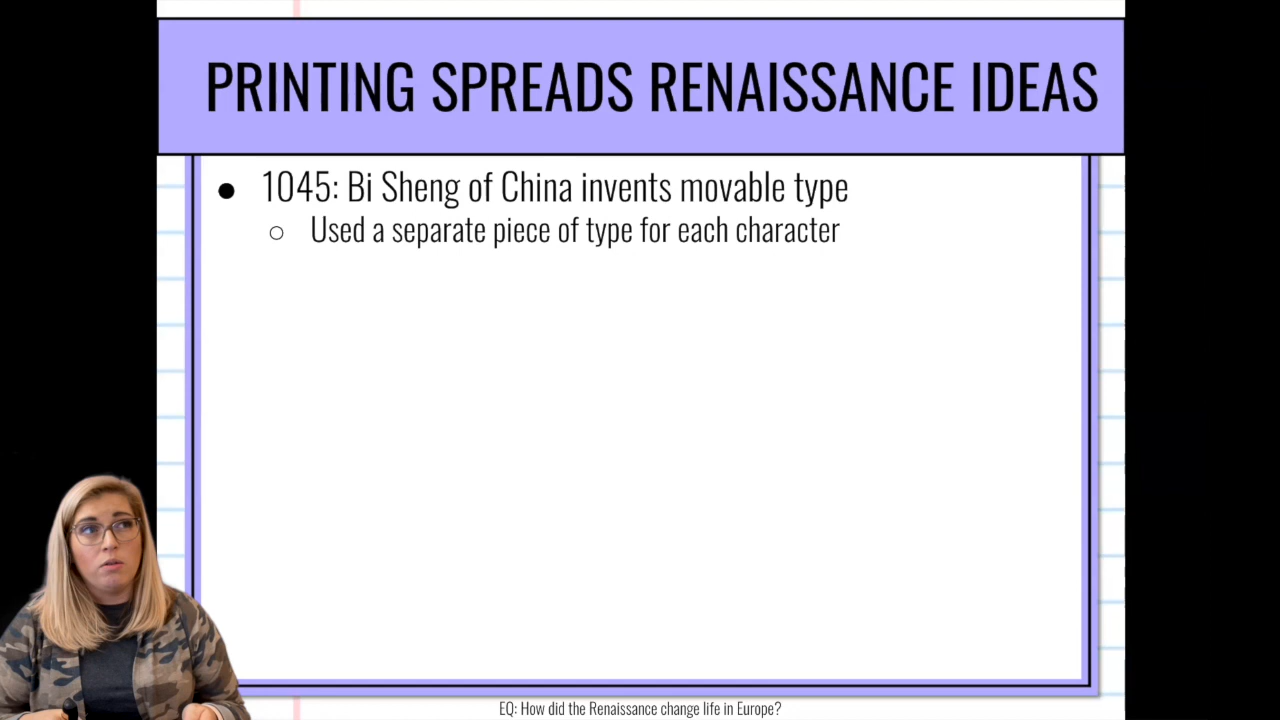 PRINTING SPREADS RENAISSANCE IDEAS
● 1045: Bi Sheng of China invents movable type
○ Used a separate piece of type for each character
EQ: How did the Renaissance change life in Europe?